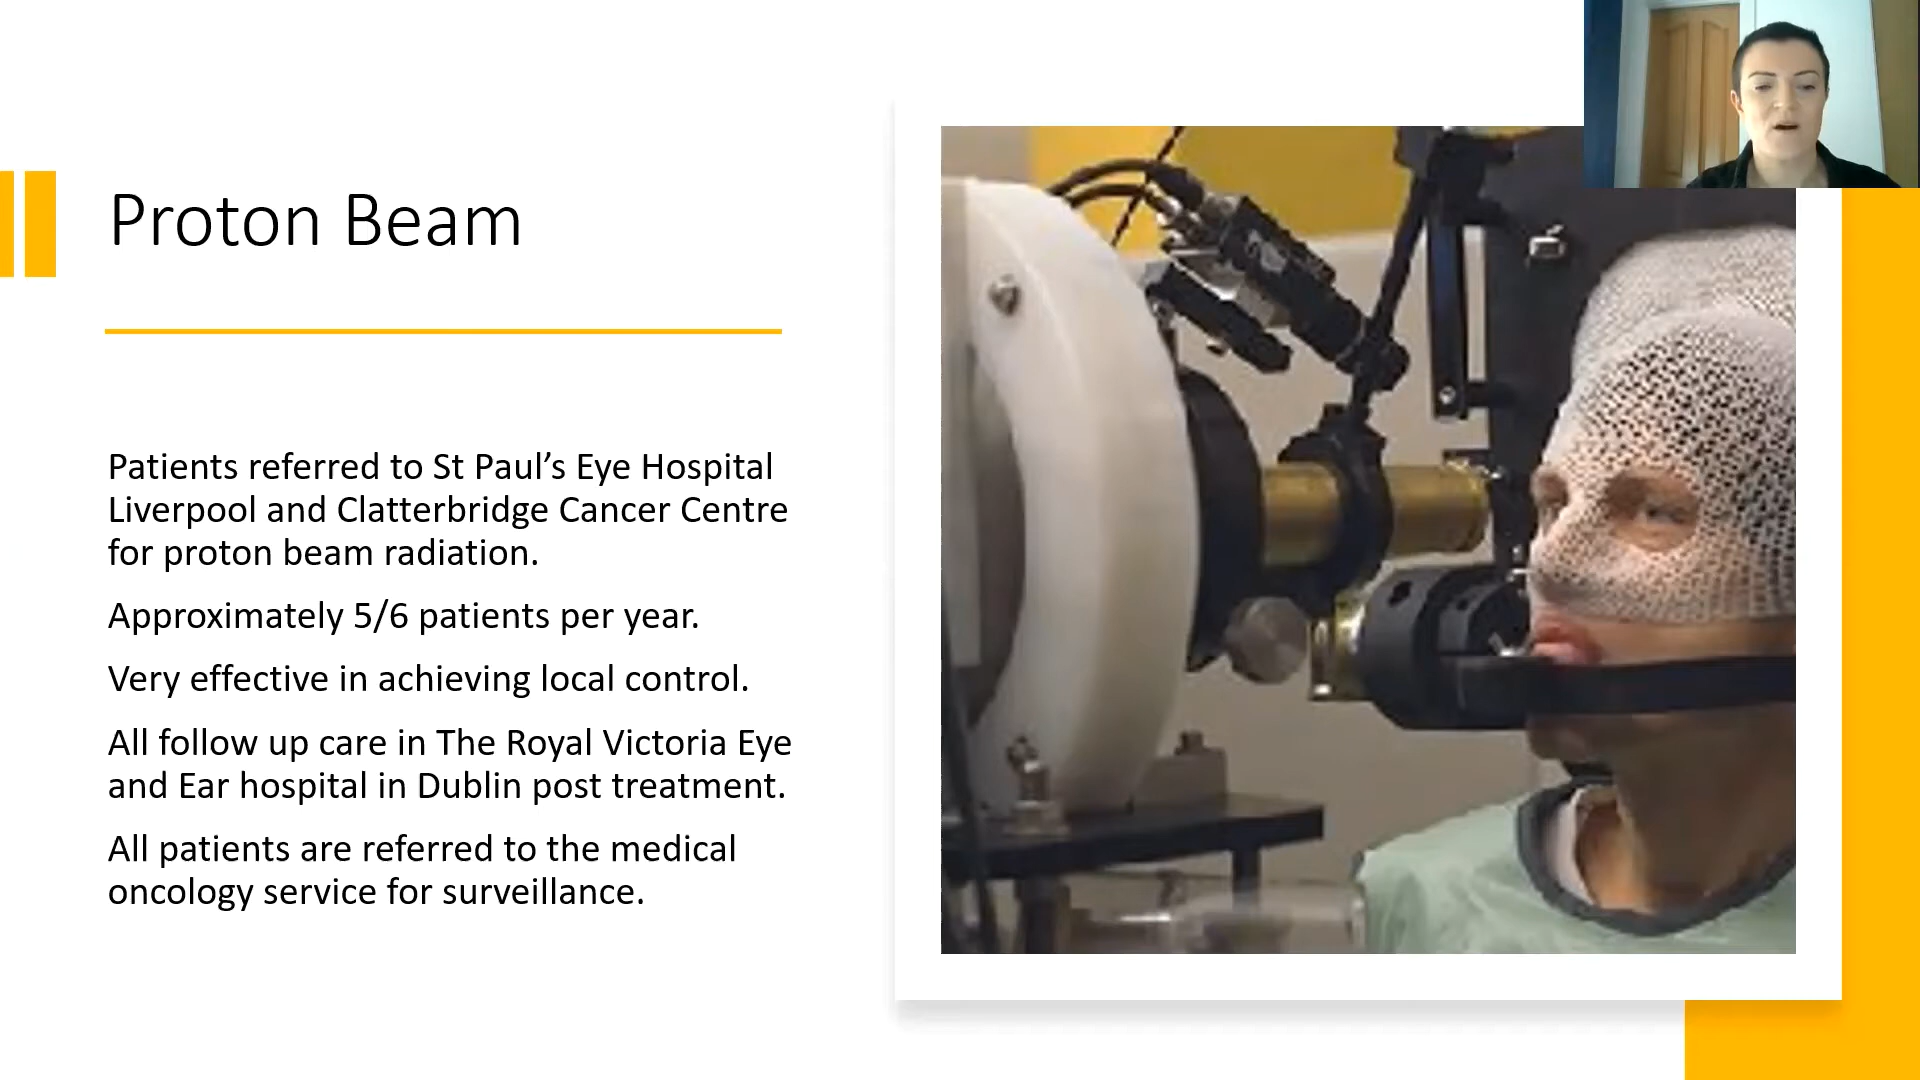 Proton Beam
Patients referred to St Paul’s Eye Hospital
Liverpool and Clatterbridge Cancer Centre
for proton beam radiation.
Approximately 5/6 patients per year.
Very effective in achieving local control.
All follow up care in The Royal Victoria Eye
and Ear hospital in Dublin post treatment.
All patients are referred to the medical
oncology service for surveillance.